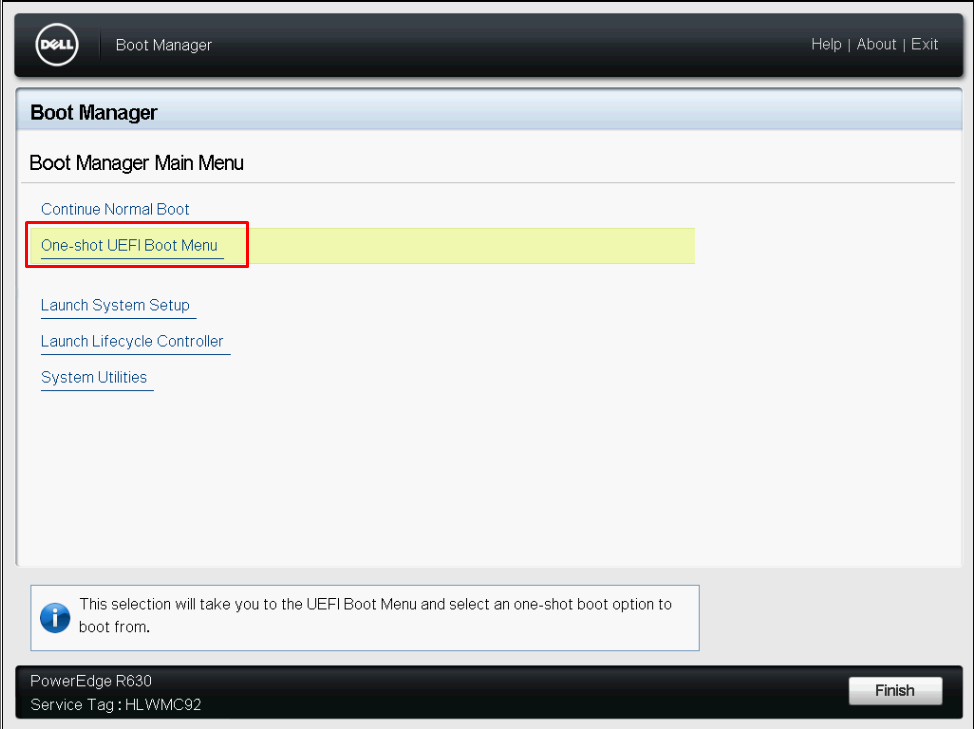 DELL
Boot Manager
Help | About | Exit
Boot Manager
Boot Manager Main Menu
Continue Normal Boot
One-shot UEFI Boot Menu
Launch System Setup
Launch Lifecycle Controller
System Utilities
This selection will take you to the UEFI Boot Menu and select an one-shot boot option to
boot from.
PowerEdge R630
Service Tag : HLWMC92
Finish